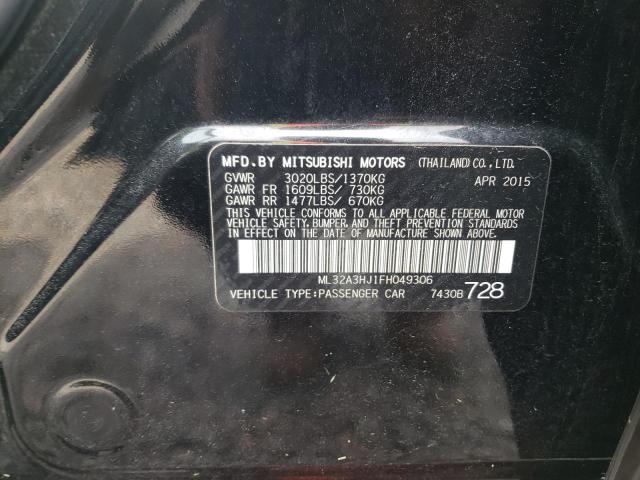 MFD.BY MITSUBISHI MOTORS (THAILAND) CO.,LTD.
GVWR 3020LBS/1370KG APR 2015
GAWR FR 1609LBS/ 730KG
GAWR RR 1477LBS/ 670KG
THIS VEHICLE CONFORMS TO ALL APPLICABLE FEDERAL MOTOR
VEHICLE SAFETY, BUMPER, AND THEFT PREVENTION STANDARDS
IN EFFECT ON THE DATE OF MANUFACTURE SHOWN ABOVE.
ML32A3HJ1FH049306
VEHICLE TYPE:PASSENGER CAR 7430B 728